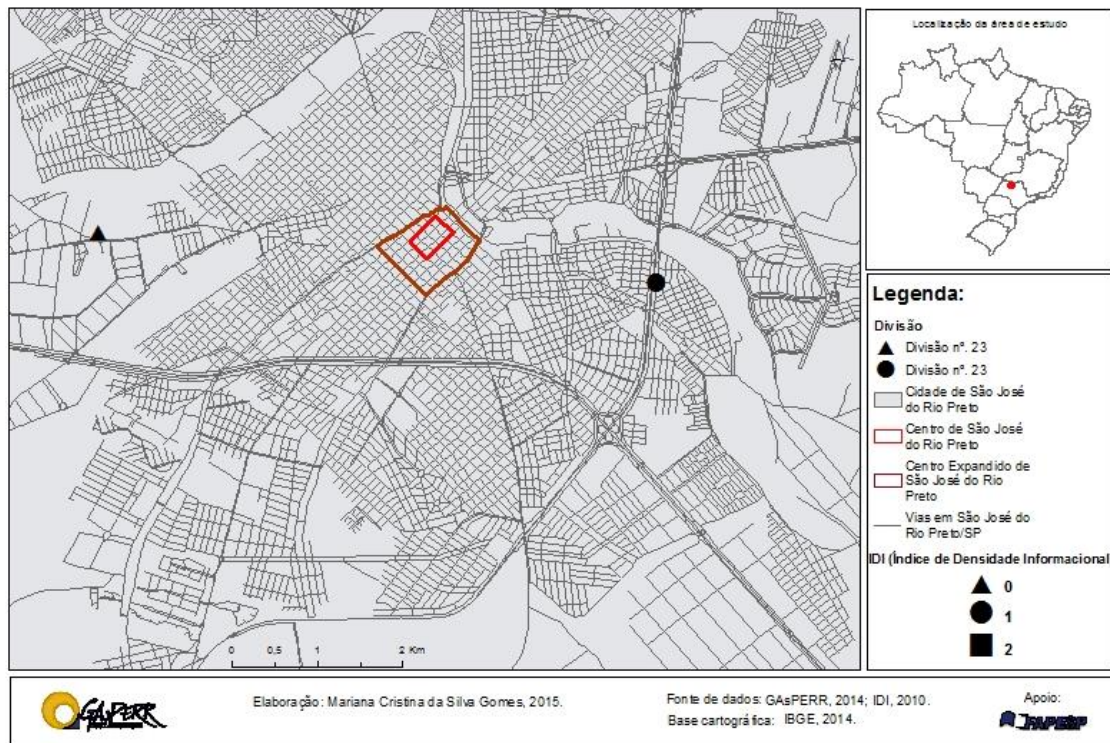 Localização da área de estudo
Legenda:
Divisão
Divisão nº. 23
Divisão nº. 23
Cidade de São José
do Rio Preto
Centro de São José
do Rio Preto
Centro Expandido de
São José do Rio
Preto
Vias em São José do
Rio Preto/SP
IDI (Índice de Densidade Informacional
0
1
2
0 0,5 1 2 Km
GAsPERR
Elaboração: Mariana Cristina da Silva Gomes, 2015.
Fonte de dados: GAsPERR, 2014; IDI, 2010.
Base cartográfica: IBGE, 2014.
Apoio:
FAPESP